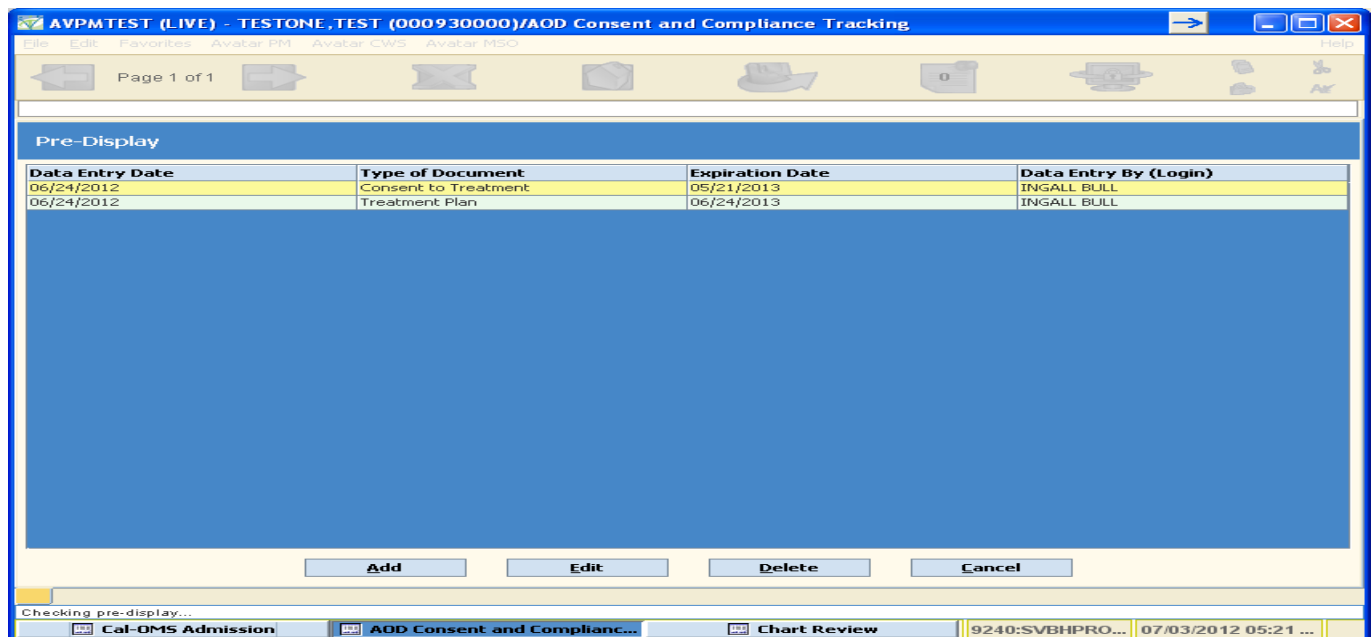 AVPMTEST (LIVE) - TESTONE,TEST (000930000)/AOD Consent and Compliance Tracking
File Edit Favorites Avatar PM Avatar CWS Avatar MSO Help
Page 1 of 1 0
Pre-Display
Data Entry Date Type of Document Expiration Date Data Entry By (Login)
06/24/2012 Consent to Treatment 05/21/2013 INGALL BULL
06/24/2012 Treatment Plan 06/24/2013 INGALL BULL
Add Edit Delete Cancel
Checking pre-display...
Cal-OMS Admission AOD Consent and Complianc... Chart Review 9240:SVBHPRO... 07/03/2012 05:21 ...